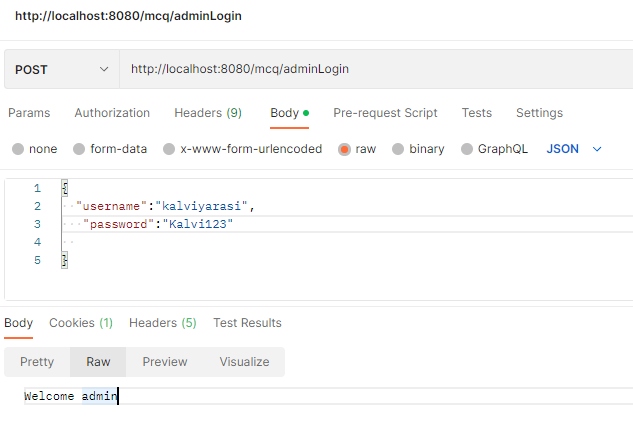 http://localhost:8080/mcq/adminLogin
POST http://localhost:8080/mcq/adminLogin
Params Authorization Headers (9) Body Pre-request Script Tests Settings
none form-data x-www-form-urlencoded raw binary GraphQL JSON
1 {
2 "username":"kalviyarasi",
3 "password":"Kalvi123"
4
5 }
Body Cookies (1) Headers (5) Test Results
Pretty Raw Preview Visualize
Welcome admin